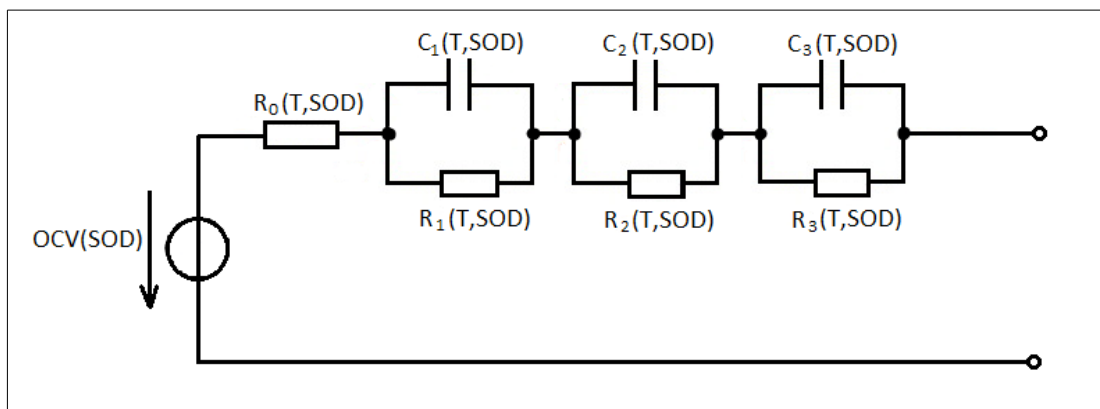 C₁(T,SOD)
C₂(T,SOD)
C₃(T,SOD)
R₀(T,SOD)
R₁(T,SOD)
R₂(T,SOD)
R₃(T,SOD)
OCV(SOD)